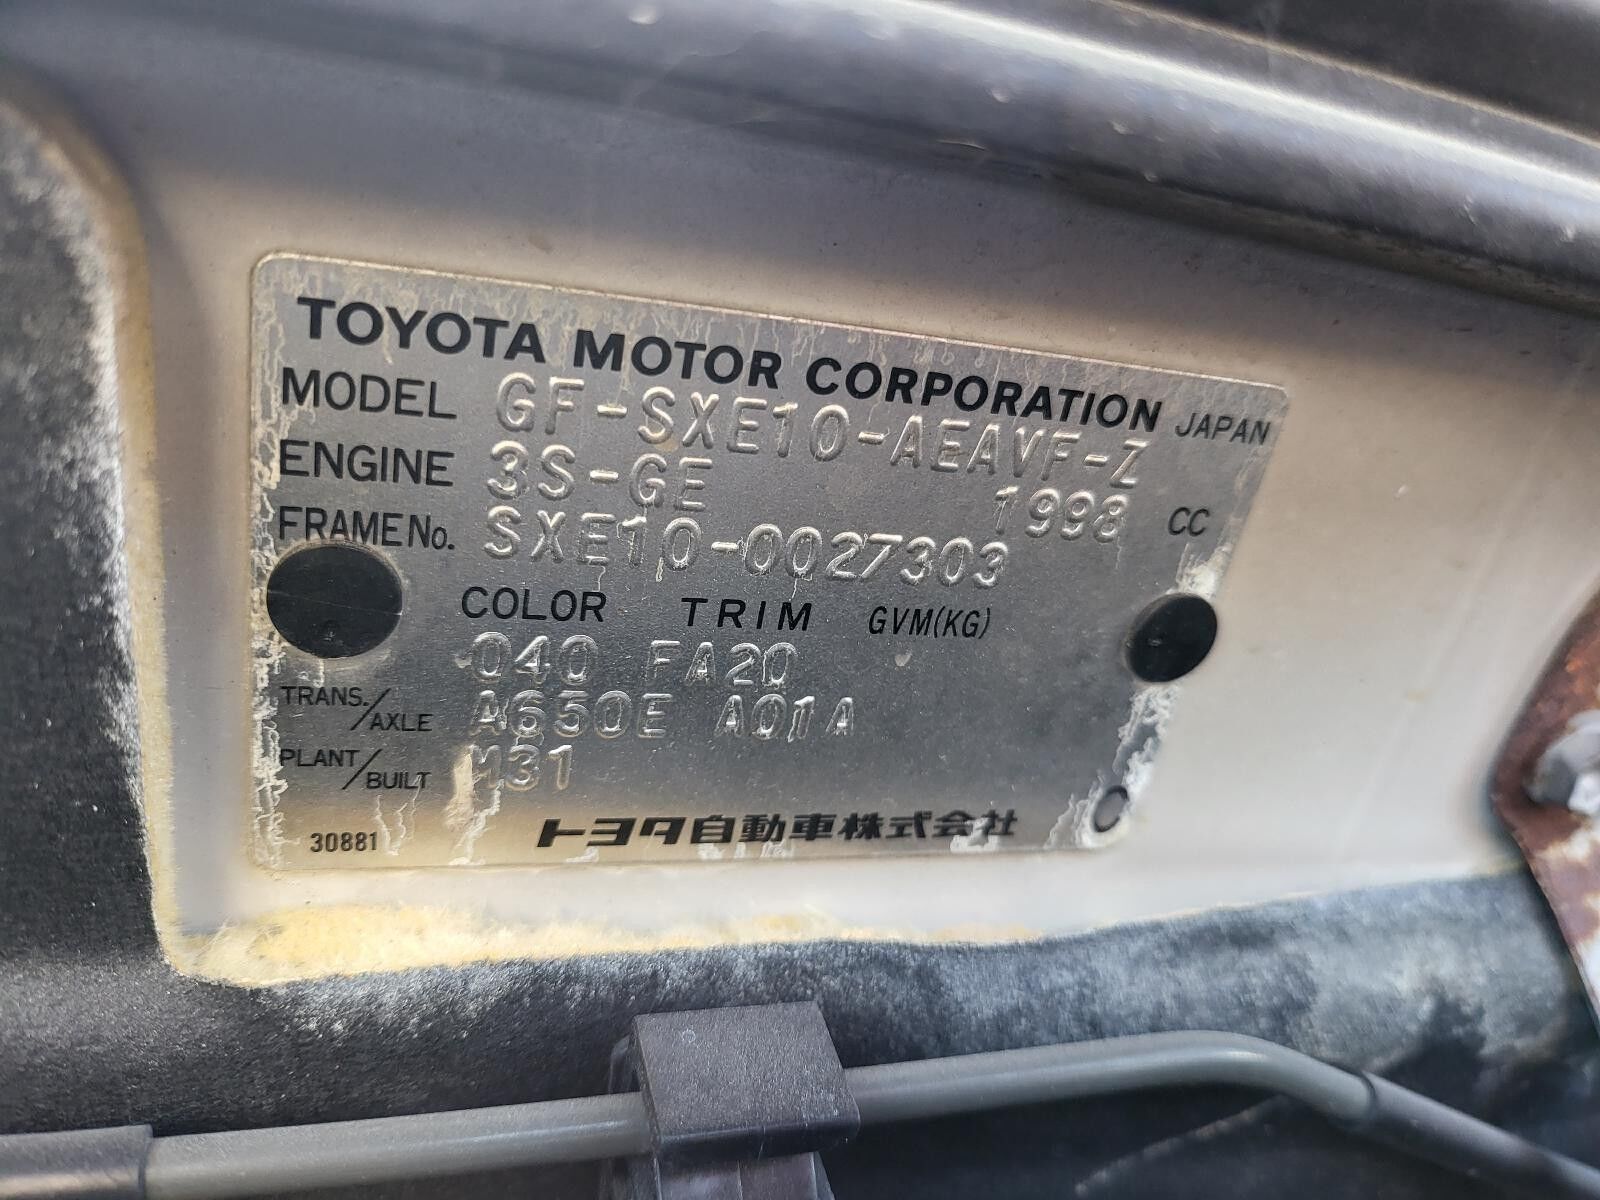 TOYOTA MOTOR CORPORATION JAPAN
MODEL GF-SXE10-AEAVF-Z
ENGINE 3S-GE 1998 CC
FRAME No. SXE10-0027303
COLOR TRIM GVM(KG)
040 FA20
TRANS./AXLE A650E A01A
PLANT/BUILT M31
30881 トヨタ自動車株式会社